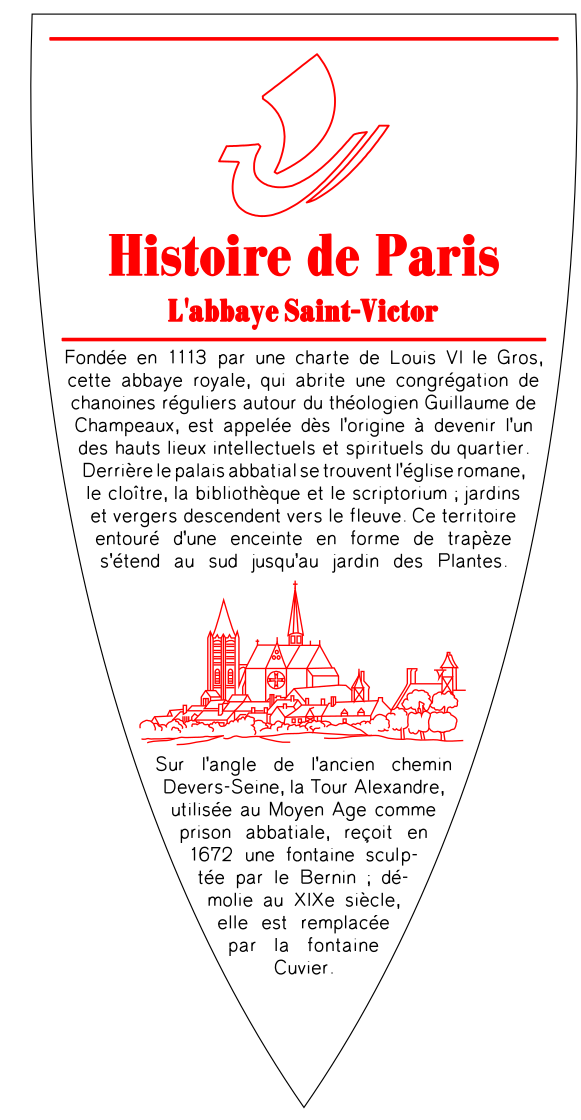 Histoire de Paris
L'abbaye Saint-Victor
Fondée en 1113 par une charte de Louis VI le Gros,
cette abbaye royale, qui abrite une congrégation de
chanoines réguliers autour du théologien Guillaume de
Champeaux, est appelée dès l'origine à devenir l'un
des hauts lieux intellectuels et spirituels du quartier.
Derrière le palais abbatial se trouvent l'église romane,
le cloître, la bibliothèque et le scriptorium ; jardins
et vergers descendent vers le fleuve. Ce territoire
entouré d'une enceinte en forme de trapèze
s'étend au sud jusqu'au jardin des Plantes.
Sur l'angle de l'ancien chemin
Devers-Seine, la Tour Alexandre,
utilisée au Moyen Age comme
prison abbatiale, reçoit en
1672 une fontaine sculp-
tée par le Bernin ; dé-
molie au XIXe siècle,
elle est remplacée
par la fontaine
Cuvier.